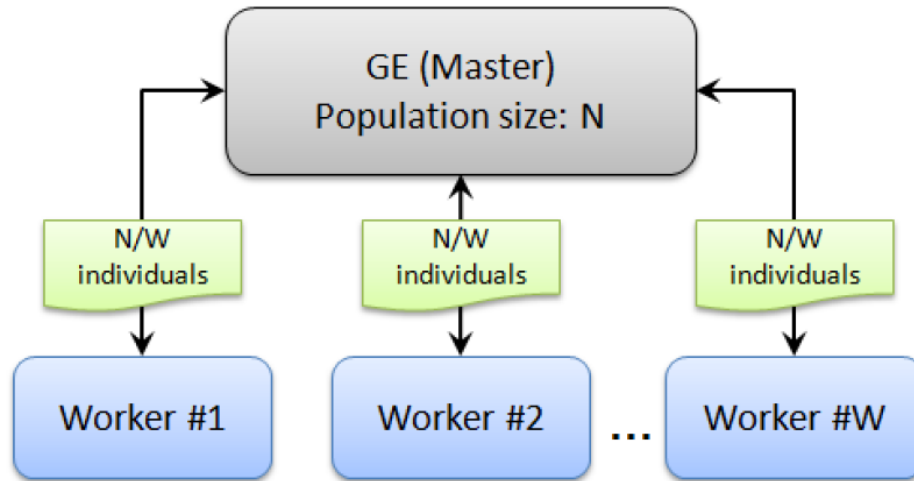 GE (Master)
Population size: N
N/W
individuals
N/W
individuals
N/W
individuals
Worker #1
Worker #2
...
Worker #W